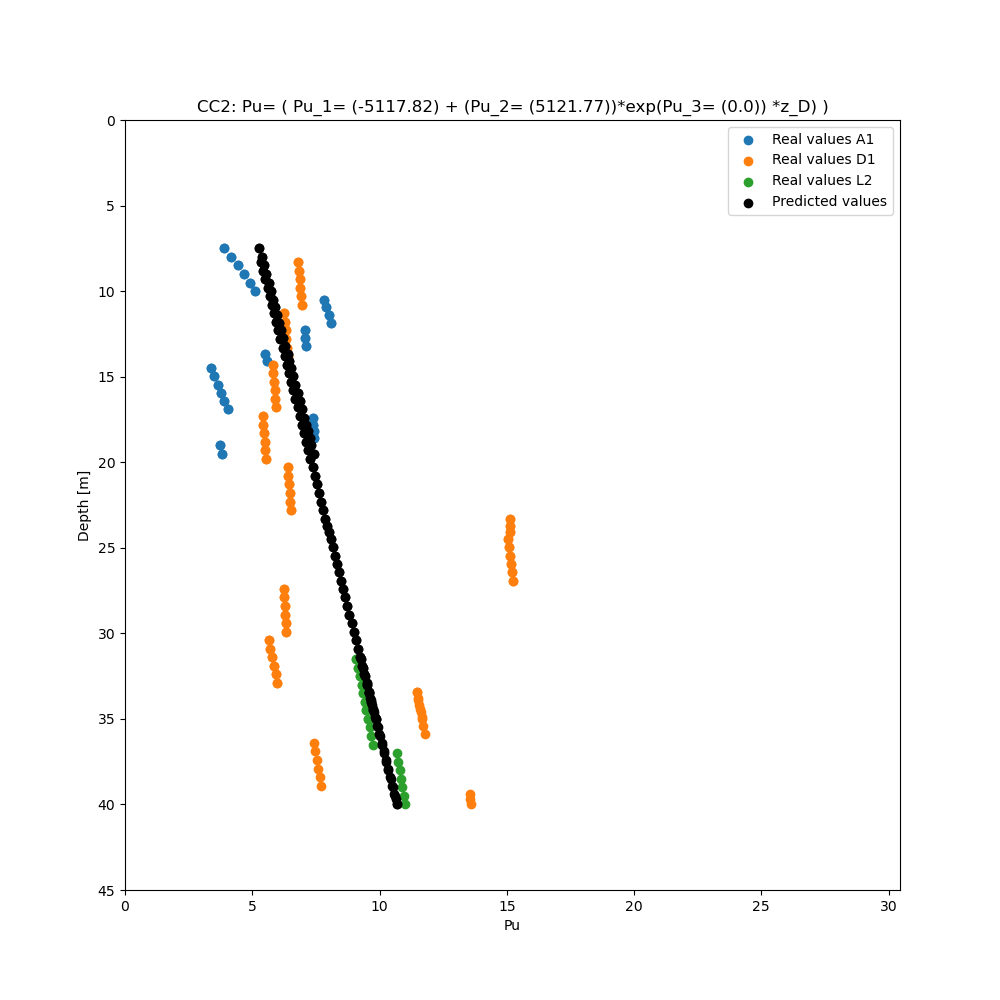 CC2: Pu= ( Pu_1= (-5117.82) + (Pu_2= (5121.77))*exp(Pu_3= (0.0)) *z_D) )
Real values A1
Real values D1
Real values L2
Predicted values
0
5
10
15
20
25
30
35
40
45
Depth [m]
0 5 10 15 20 25 30
Pu